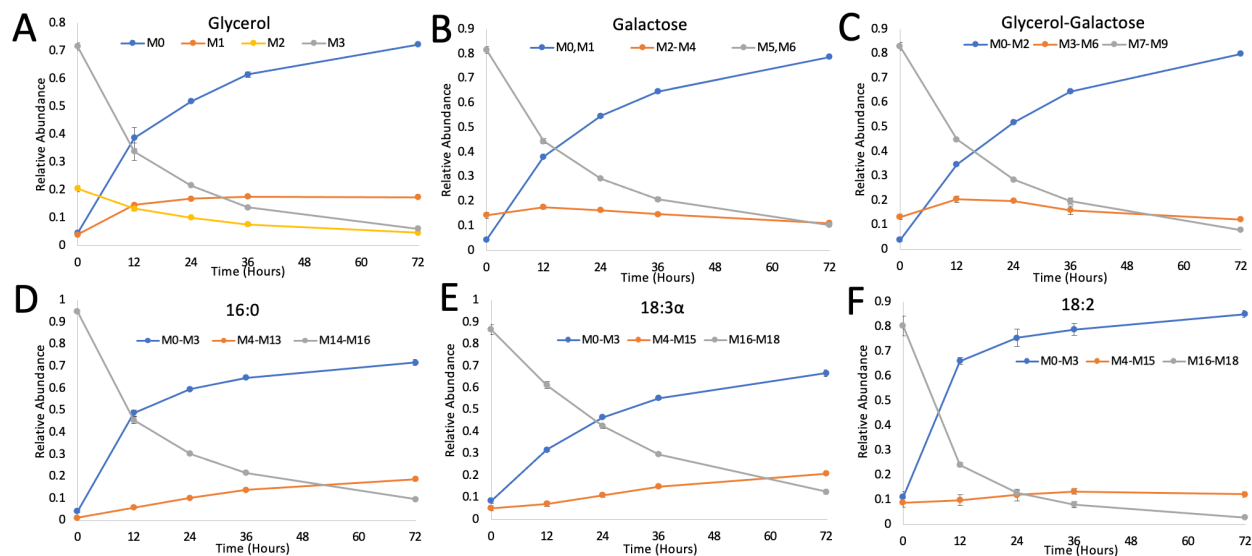 A
Glycerol
M0 M1 M2 M3
Relative Abundance
0.8
0.7
0.6
0.5
0.4
0.3
0.2
0.1
0
0 12 24 36 48 60 72
Time (Hours)
B
Galactose
M0,M1 M2-M4 M5,M6
Relative Abundance
0.9
0.8
0.7
0.6
0.5
0.4
0.3
0.2
0.1
0
0 12 24 36 48 60 72
Time (Hours)
C
Glycerol-Galactose
M0-M2 M3-M6 M7-M9
Relative Abundance
0.9
0.8
0.7
0.6
0.5
0.4
0.3
0.2
0.1
0
0 12 24 36 48 60 72
Time (Hours)
D
16:0
M0-M3 M4-M13 M14-M16
Relative Abundance
1
0.9
0.8
0.7
0.6
0.5
0.4
0.3
0.2
0.1
0
0 12 24 36 48 60 72
Time (Hours)
E
18:3α
M0-M3 M4-M15 M16-M18
Relative Abundance
1
0.9
0.8
0.7
0.6
0.5
0.4
0.3
0.2
0.1
0
0 12 24 36 48 60 72
Time (Hours)
F
18:2
M0-M3 M4-M15 M16-M18
Relative Abundance
0.9
0.8
0.7
0.6
0.5
0.4
0.3
0.2
0.1
0
0 12 24 36 48 60 72
Time (Hours)